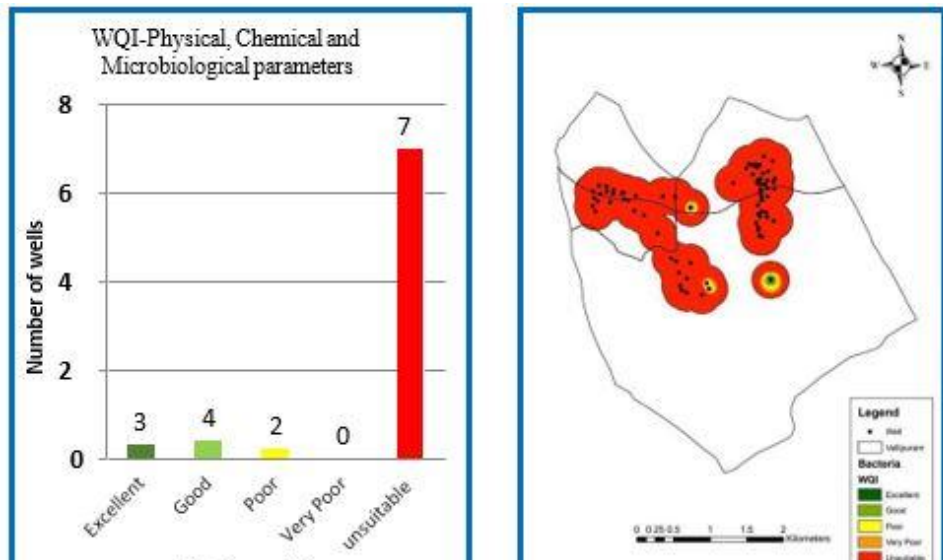 WQI-Physical, Chemical and
Microbiological parameters
Number of wells
8
6
4
2
0
3
4
2
0
7
Excellent
Good
Poor
Very Poor
unsuitable
N
W
E
S
Legend
Well
Bacteria
WQI
Excellent
Good
Poor
Very Poor
Unsuitable
0 0.25 0.5 1 1.5 2
Kilometers